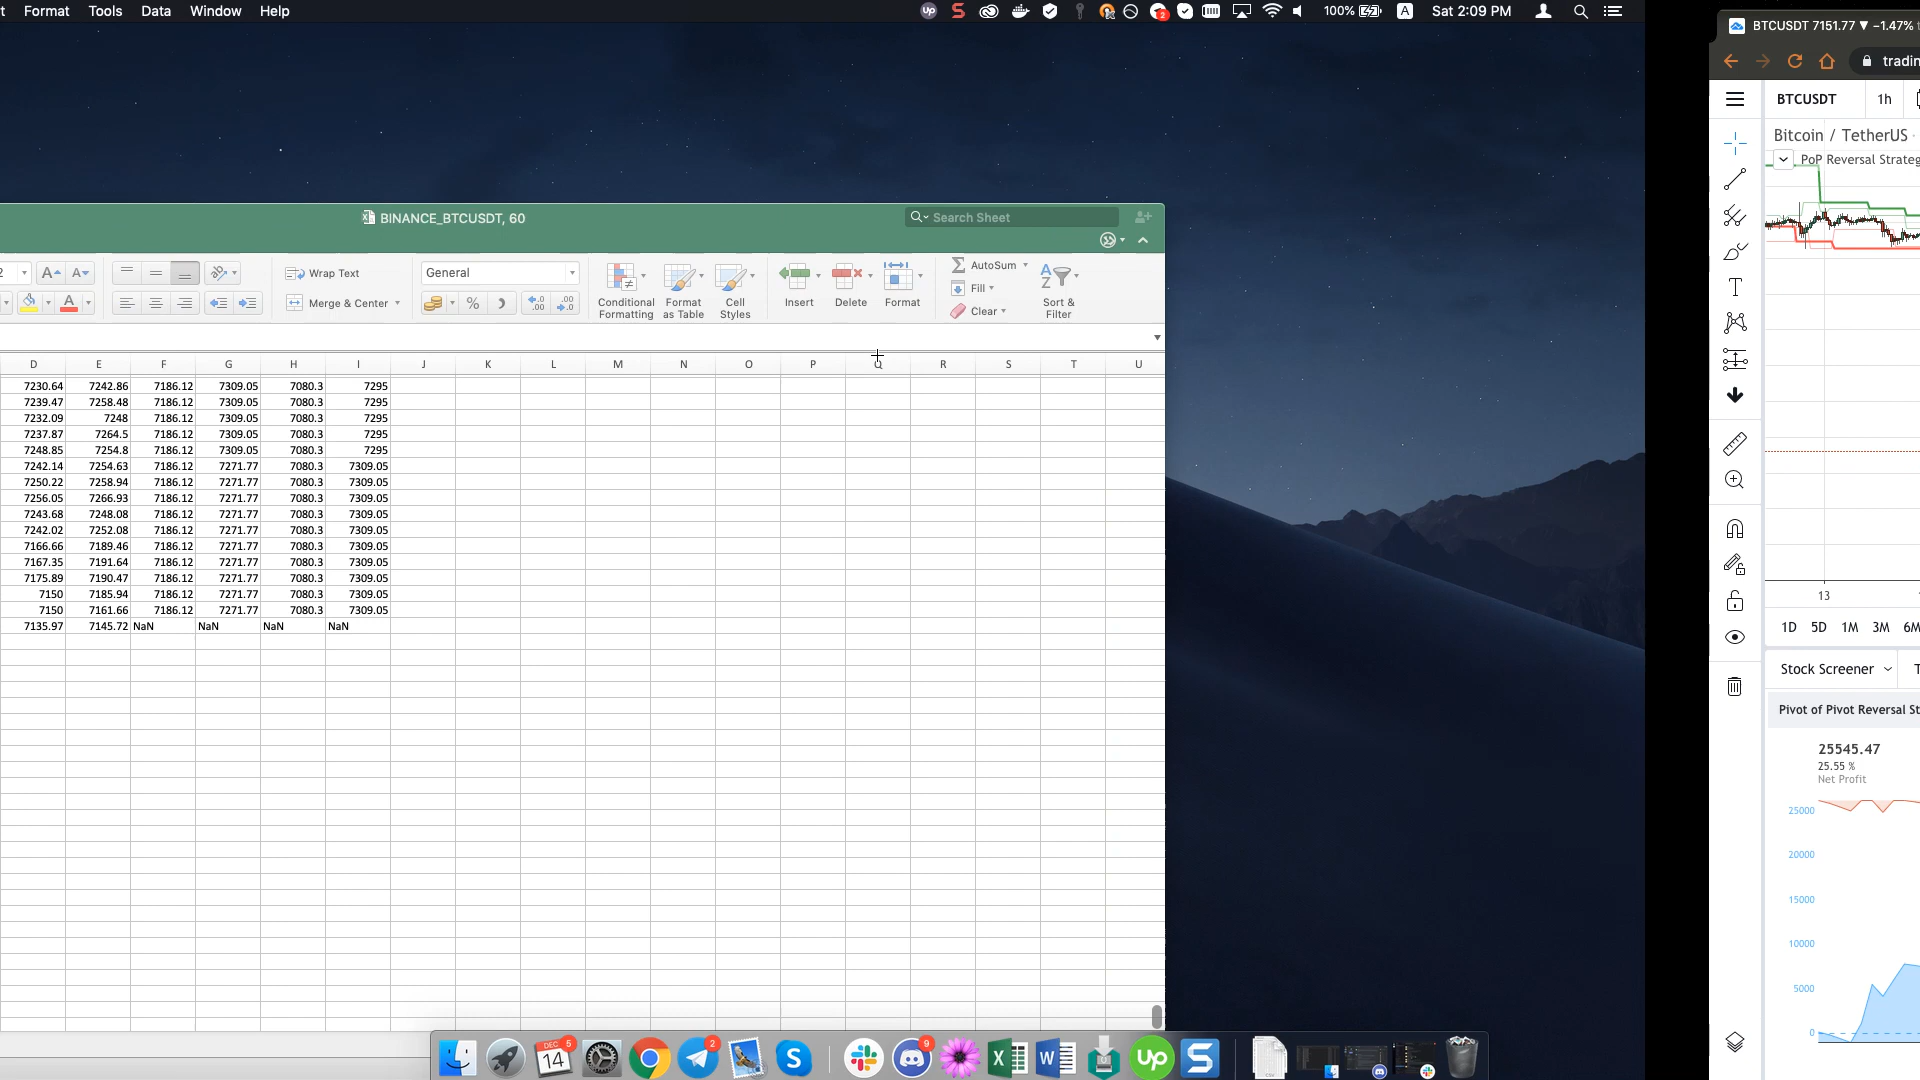 Format Tools Data Window Help
100% A Sat 2:09 PM
BINANCE_BTCUSDT, 60
Search Sheet
Wrap Text
General
AutoSum
Fill
Clear
Merge & Center
%
Conditional Formatting
Format as Table
Cell Styles
Insert
Delete
Format
Sort & Filter
D E F G H I J K L M N O P Q R S T U
7230.64 7242.86 7186.12 7309.05 7080.3 7295
7239.47 7258.48 7186.12 7309.05 7080.3 7295
7232.09 7248 7186.12 7309.05 7080.3 7295
7237.87 7264.5 7186.12 7309.05 7080.3 7295
7248.85 7254.8 7186.12 7309.05 7080.3 7295
7242.14 7254.63 7186.12 7271.77 7080.3 7309.05
7250.22 7258.94 7186.12 7271.77 7080.3 7309.05
7256.05 7266.93 7186.12 7271.77 7080.3 7309.05
7243.68 7248.08 7186.12 7271.77 7080.3 7309.05
7242.02 7252.08 7186.12 7271.77 7080.3 7309.05
7166.66 7189.46 7186.12 7271.77 7080.3 7309.05
7167.35 7191.64 7186.12 7271.77 7080.3 7309.05
7175.89 7190.47 7186.12 7271.77 7080.3 7309.05
7150 7185.94 7186.12 7271.77 7080.3 7309.05
7150 7161.66 7186.12 7271.77 7080.3 7309.05
7135.97 7145.72 NaN NaN NaN NaN
DEC 5
14
2
9
up
BTCUSDT 7151.77 ▼ −1.47%
tradin
BTCUSDT 1h
Bitcoin / TetherUS
PoP Reversal Strateg
13
1D 5D 1M 3M 6M
Stock Screener
Pivot of Pivot Reversal St
25545.47
25.55 %
Net Profit
25000
20000
15000
10000
5000
0